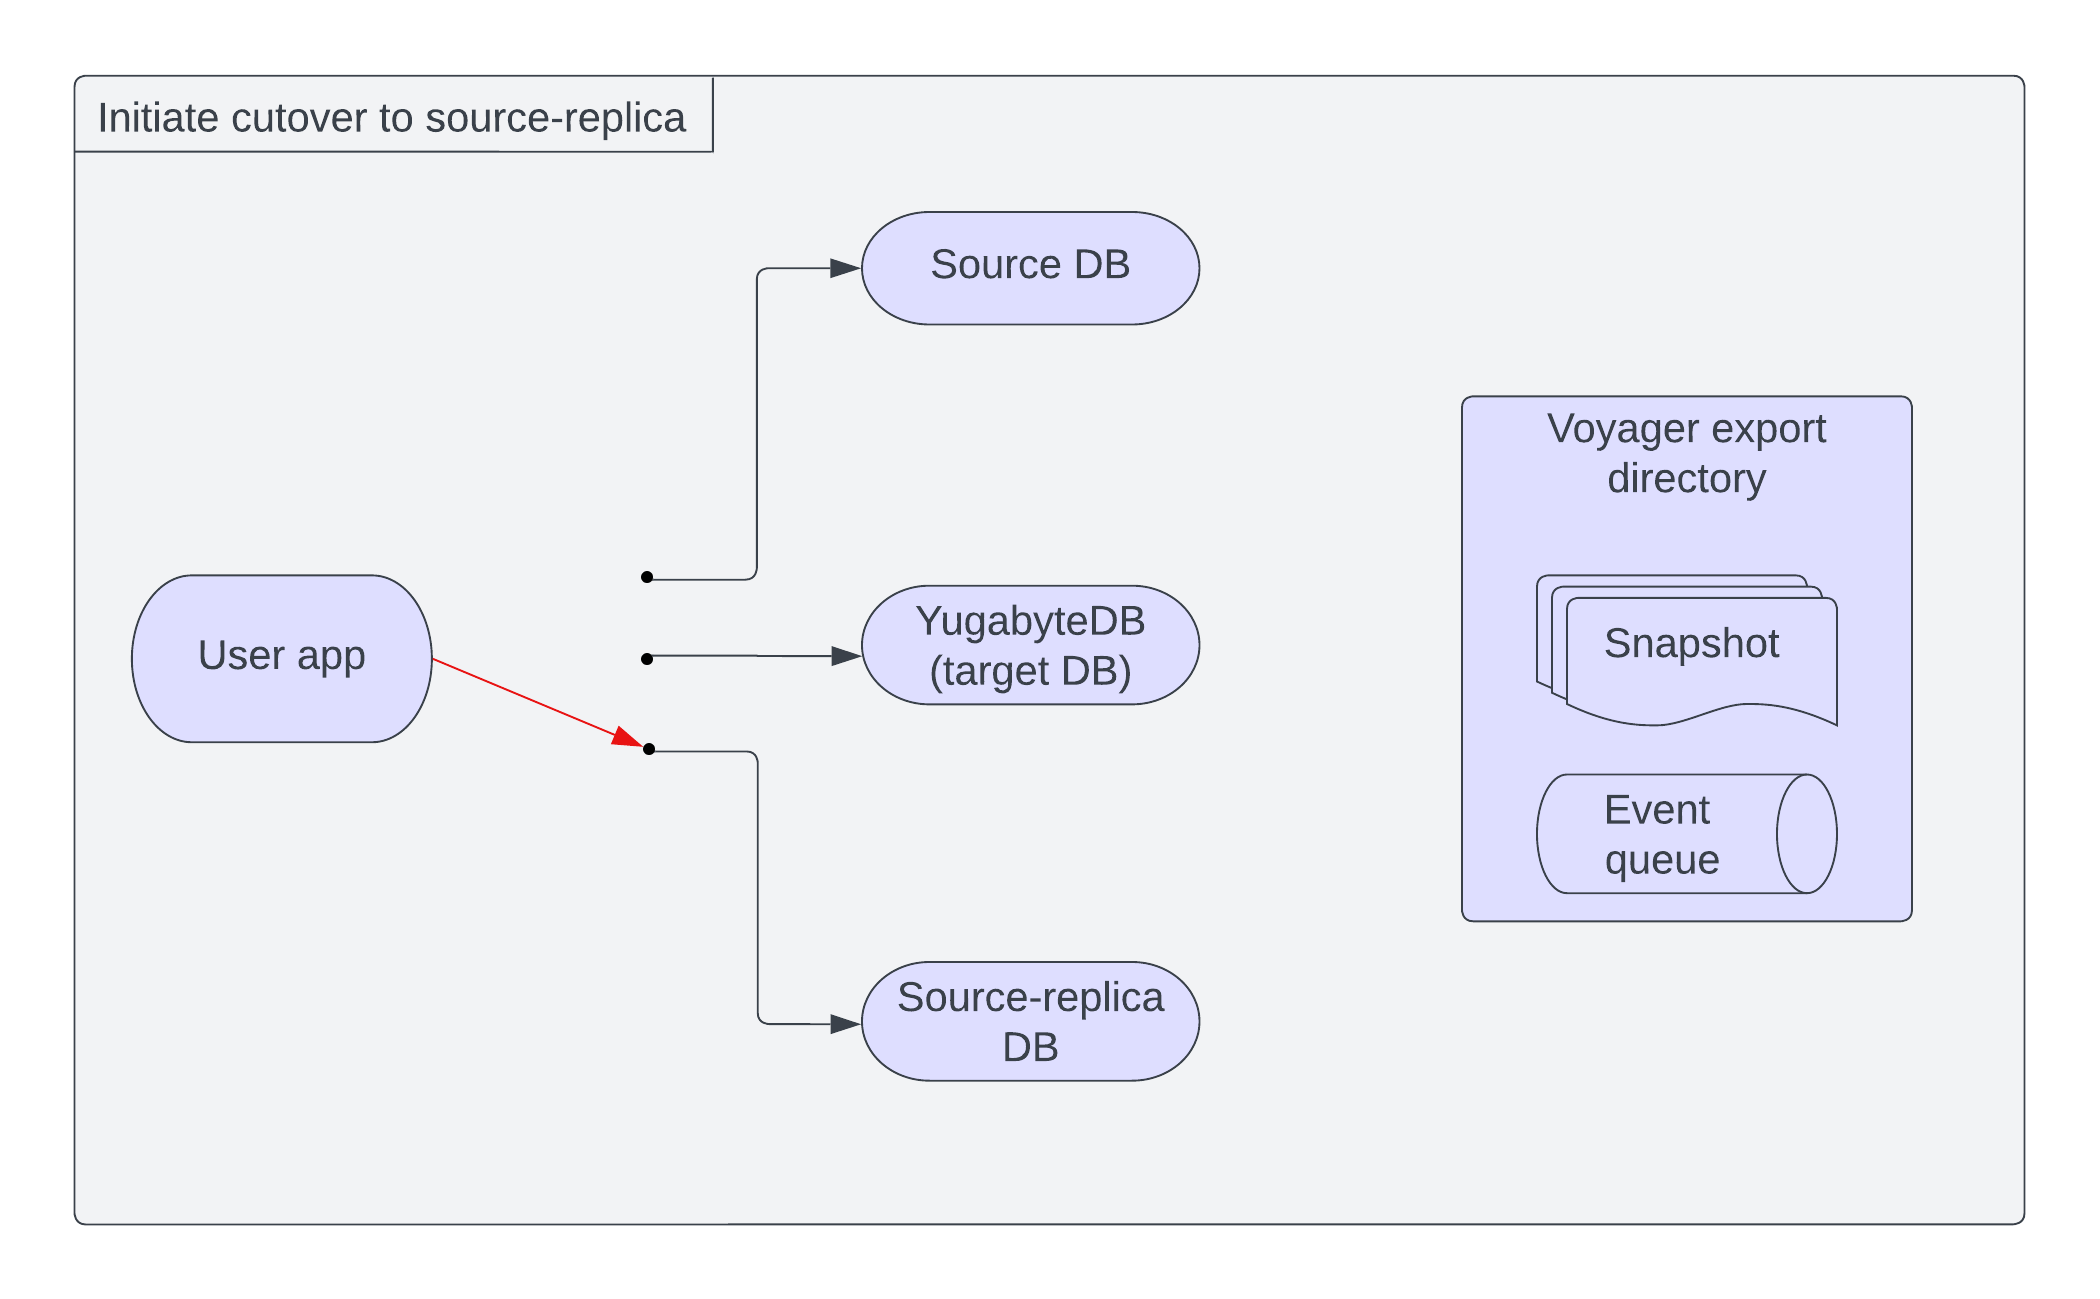 Initiate cutover to source-replica
Source DB
Voyager export
directory
User app
YugabyteDB
(target DB)
Snapshot
Event
queue
Source-replica
DB